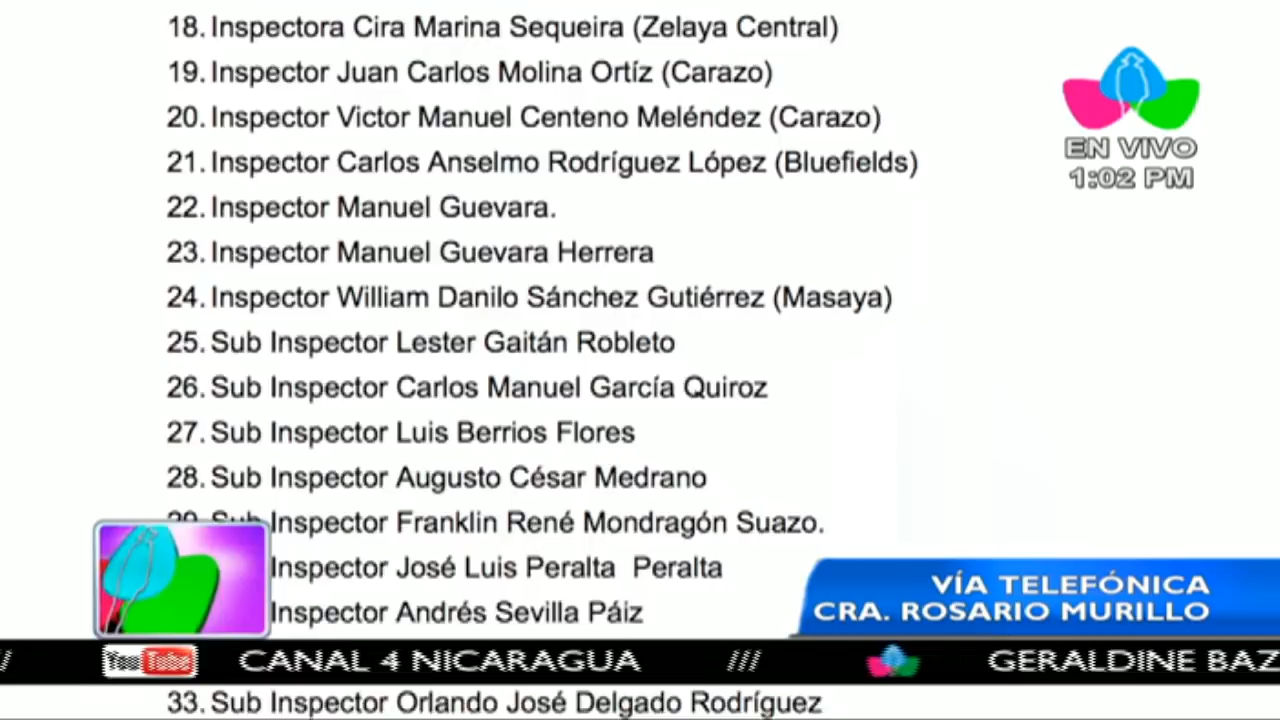 18. Inspectora Cira Marina Sequeira (Zelaya Central)
19. Inspector Juan Carlos Molina Ortíz (Carazo)
20. Inspector Victor Manuel Centeno Meléndez (Carazo)
21. Inspector Carlos Anselmo Rodríguez López (Bluefields)
22. Inspector Manuel Guevara.
23. Inspector Manuel Guevara Herrera
24. Inspector William Danilo Sánchez Gutiérrez (Masaya)
25. Sub Inspector Lester Gaitán Robleto
26. Sub Inspector Carlos Manuel García Quiroz
27. Sub Inspector Luis Berrios Flores
28. Sub Inspector Augusto César Medrano
29. Sub Inspector Franklin René Mondragón Suazo.
Inspector José Luis Peralta  Peralta
Inspector Andrés Sevilla Páiz
EN VIVO
1:02 PM
VÍA TELEFÓNICA
CRA. ROSARIO MURILLO
// YouTube CANAL 4 NICARAGUA /// GERALDINE BAZ
33. Sub Inspector Orlando José Delgado Rodríguez